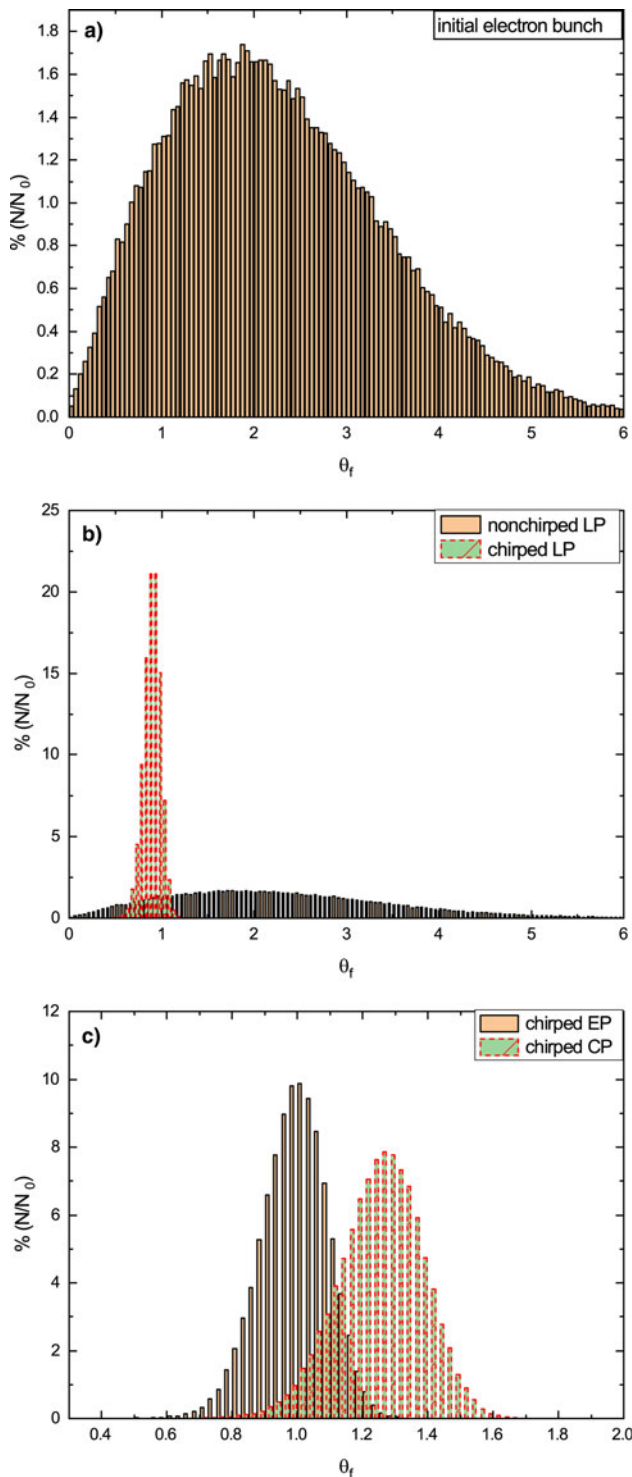 a)
initial electron bunch
1.8
1.6
1.4
1.2
1.0
0.8
0.6
0.4
0.2
0.0
% (N/N₀)
0 1 2 3 4 5 6
θf
b)
nonchirped LP
chirped LP
25
20
15
10
5
0
% (N/N₀)
0 1 2 3 4 5 6
θf
c)
chirped EP
chirped CP
12
10
8
6
4
2
0
% (N/N₀)
0.4 0.6 0.8 1.0 1.2 1.4 1.6 1.8 2.0
θf